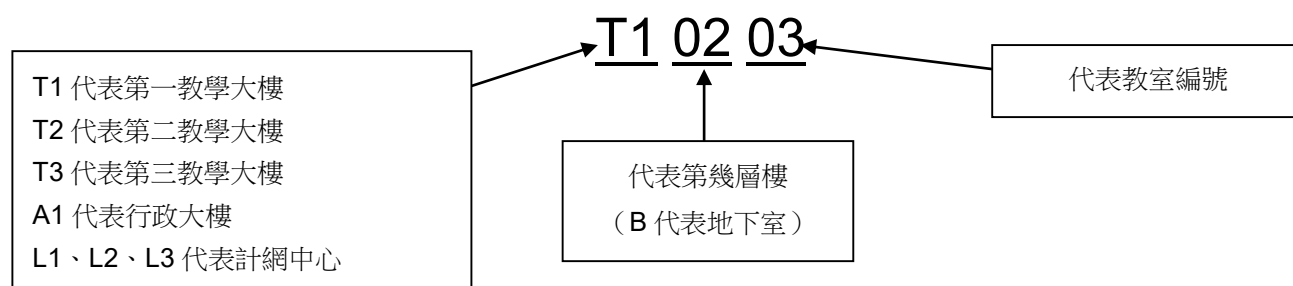 T1 02 03
T1 代表第一教學大樓
T2 代表第二教學大樓
T3 代表第三教學大樓
A1 代表行政大樓
L1、L2、L3 代表計網中心
代表第幾層樓
（B 代表地下室）
代表教室編號